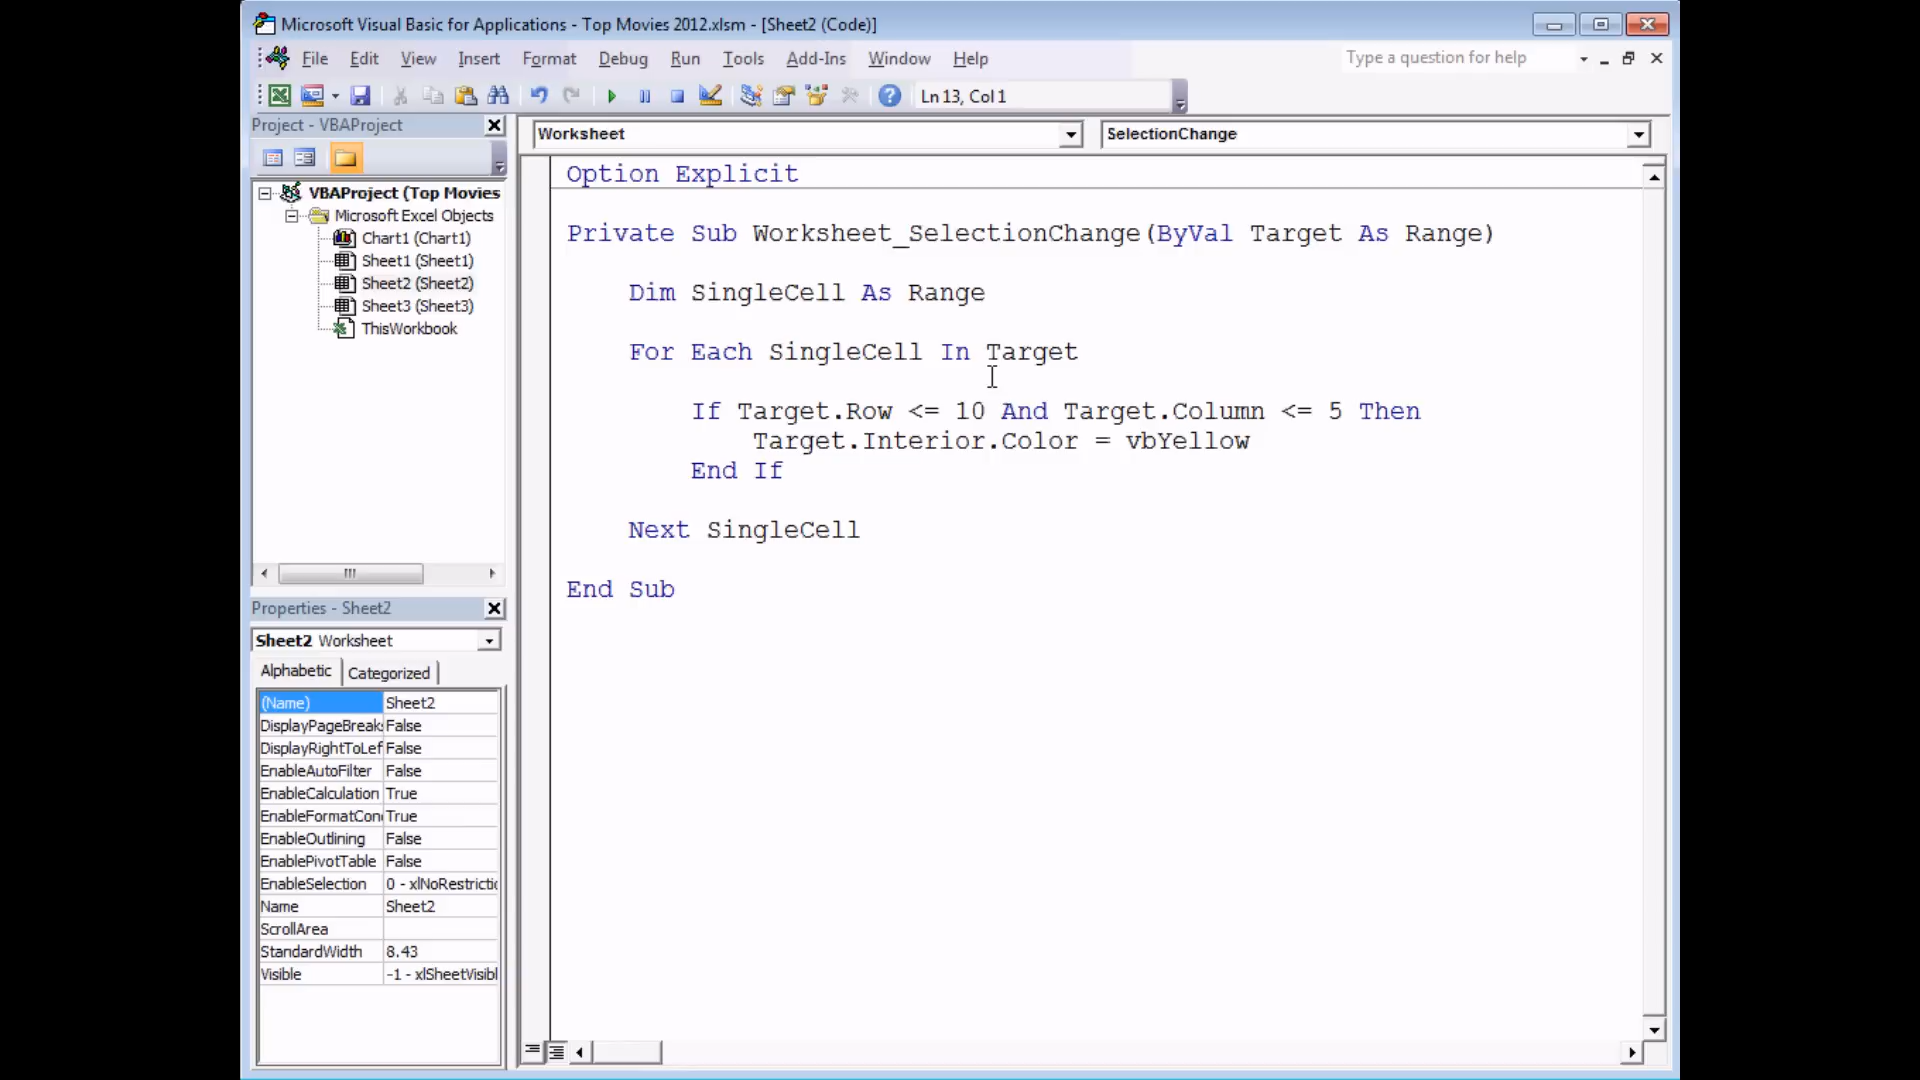 Microsoft Visual Basic for Applications - Top Movies 2012.xlsm - [Sheet2 (Code)]
File Edit View Insert Format Debug Run Tools Add-Ins Window Help
Type a question for help
Ln 13, Col 1
Project - VBAProject
VBAProject (Top Movies
Microsoft Excel Objects
Chart1 (Chart1)
Sheet1 (Sheet1)
Sheet2 (Sheet2)
Sheet3 (Sheet3)
ThisWorkbook
Properties - Sheet2
Sheet2 Worksheet
Alphabetic Categorized
(Name) Sheet2
DisplayPageBreaks False
DisplayRightToLef False
EnableAutoFilter False
EnableCalculation True
EnableFormatCon True
EnableOutlining False
EnablePivotTable False
EnableSelection 0 - xlNoRestrictio
Name Sheet2
ScrollArea
StandardWidth 8.43
Visible -1 - xlSheetVisibl
Worksheet SelectionChange
Option Explicit
Private Sub Worksheet_SelectionChange(ByVal Target As Range)
Dim SingleCell As Range
For Each SingleCell In Target
If Target.Row <= 10 And Target.Column <= 5 Then
Target.Interior.Color = vbYellow
End If
Next SingleCell
End Sub